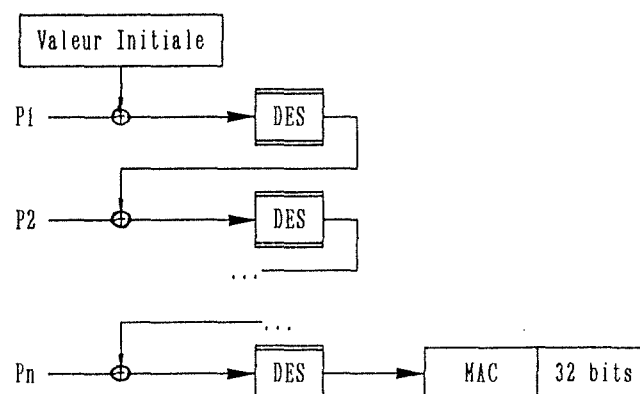 Valeur Initiale
P1
DES
P2
DES
...
...
Pn
DES
MAC
32 bits